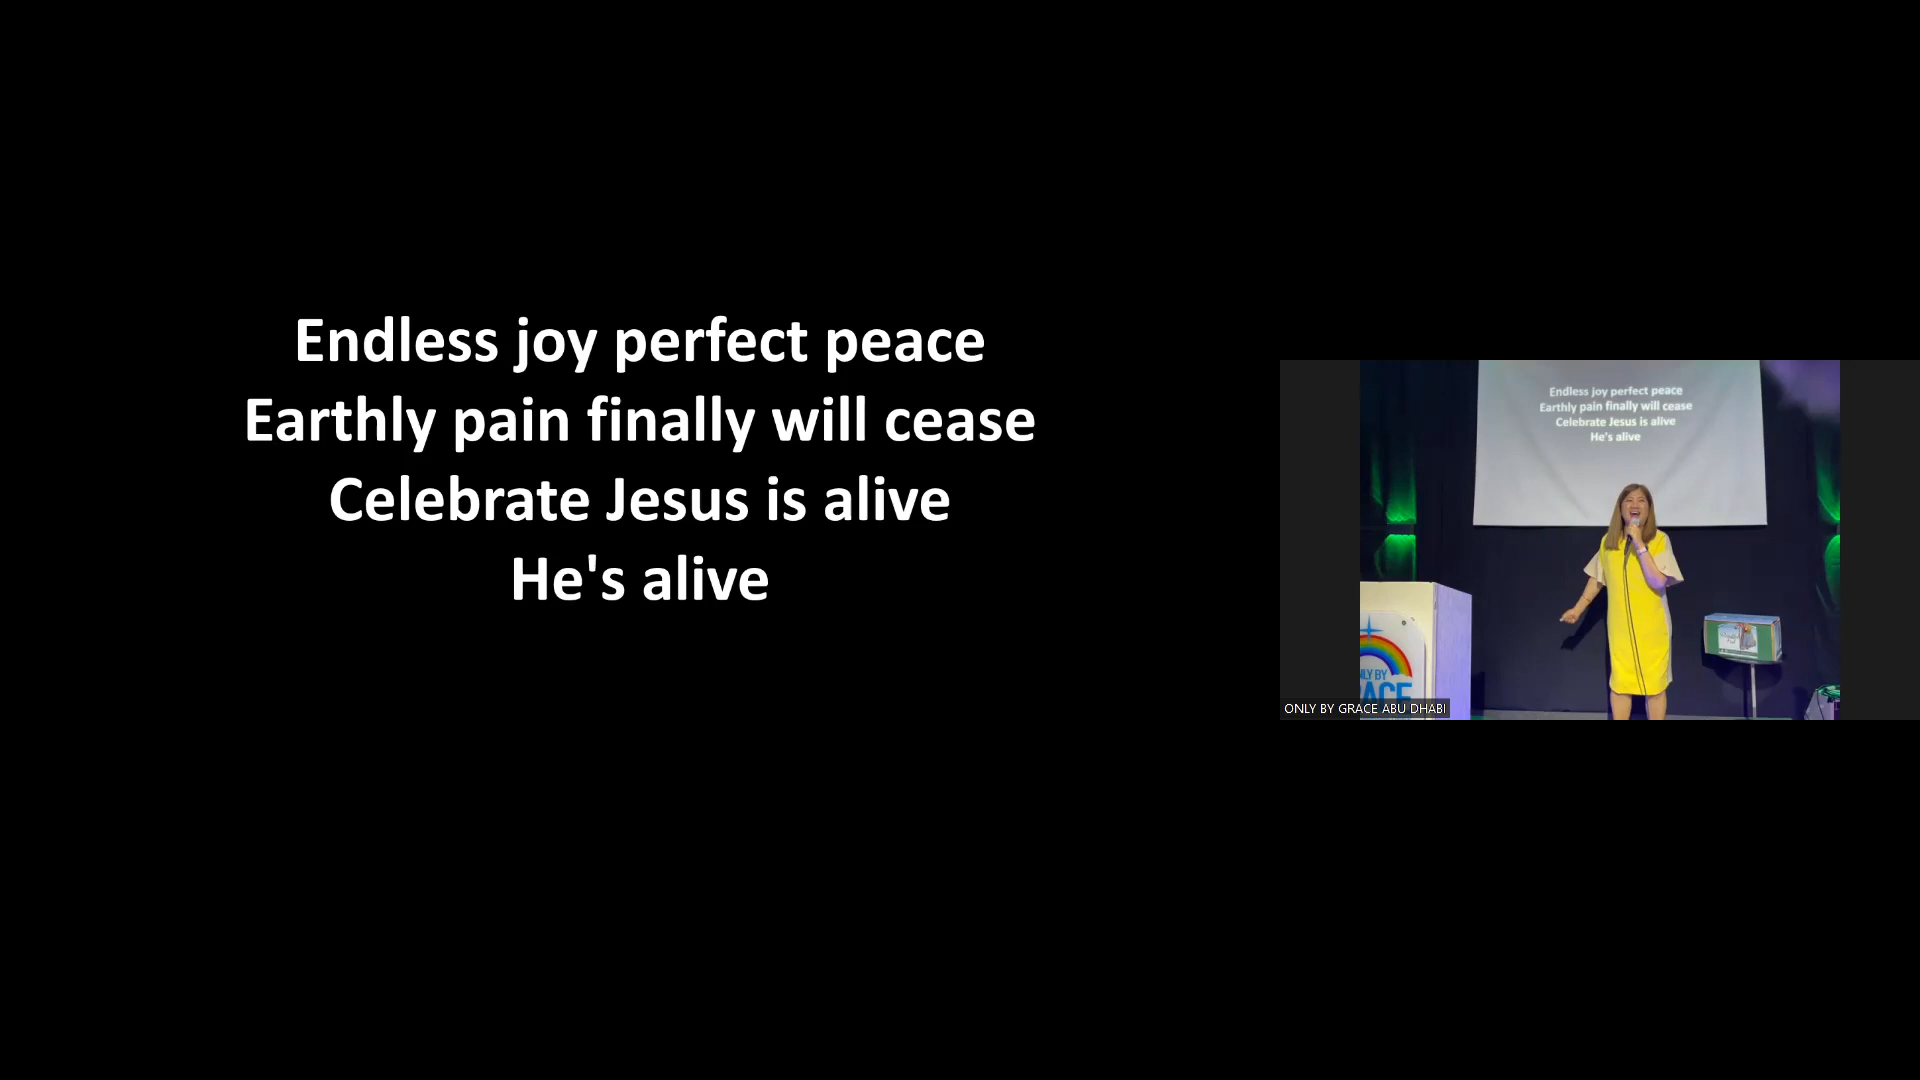 Endless joy perfect peace
Earthly pain finally will cease
Celebrate Jesus is alive
He's alive
Endless joy perfect peace
Earthly pain finally will cease
Celebrate Jesus is alive
He's alive
ONLY BY GRACE ABU DHABI